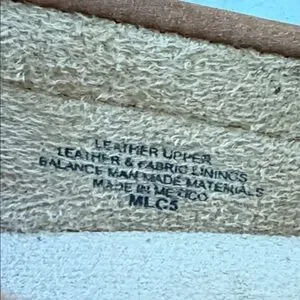 LEATHER UPPER
LEATHER & FABRIC LININGS
BALANCE MAN MADE MATERIALS
MADE IN MEXICO
MLC5